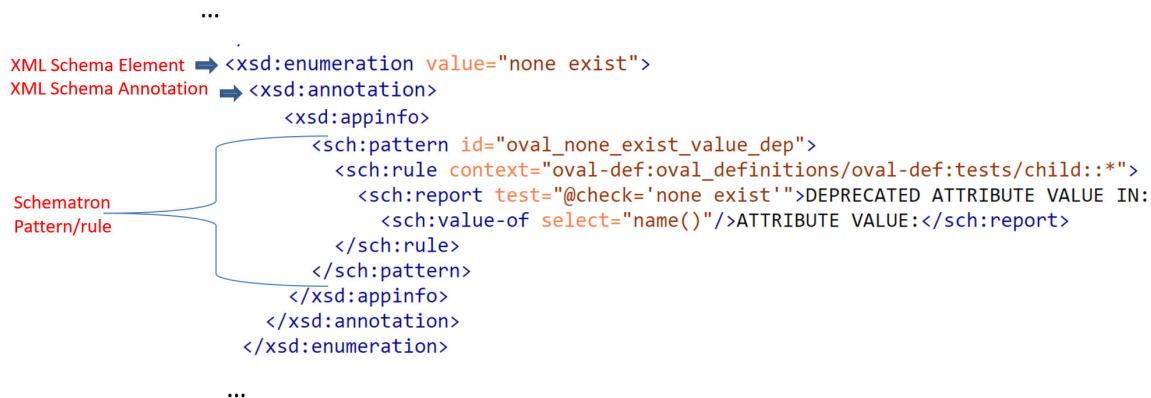 ...
XML Schema Element <xsd:enumeration value="none exist">
XML Schema Annotation <xsd:annotation>
<xsd:appinfo>
<sch:pattern id="oval_none_exist_value_dep">
<sch:rule context="oval-def:oval_definitions/oval-def:tests/child::*">
<sch:report test="@check='none exist'">DEPRECATED ATTRIBUTE VALUE IN:
Schematron
<sch:value-of select="name()"/>ATTRIBUTE VALUE:</sch:report>
Pattern/rule
</sch:rule>
</sch:pattern>
</xsd:appinfo>
</xsd:annotation>
</xsd:enumeration>
...